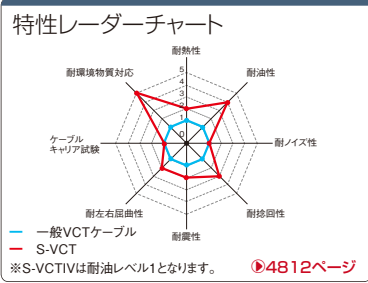 特性レーダーチャート
耐熱性
耐環境物質対応
耐油性
5
4
3
2
1
0
ケーブル
キャリア試験
耐ノイズ性
耐左右屈曲性
耐捻回性
耐震性
一般VCTケーブル
S-VCT
※S-VCTIVは耐油レベル1となります。
4812ページ